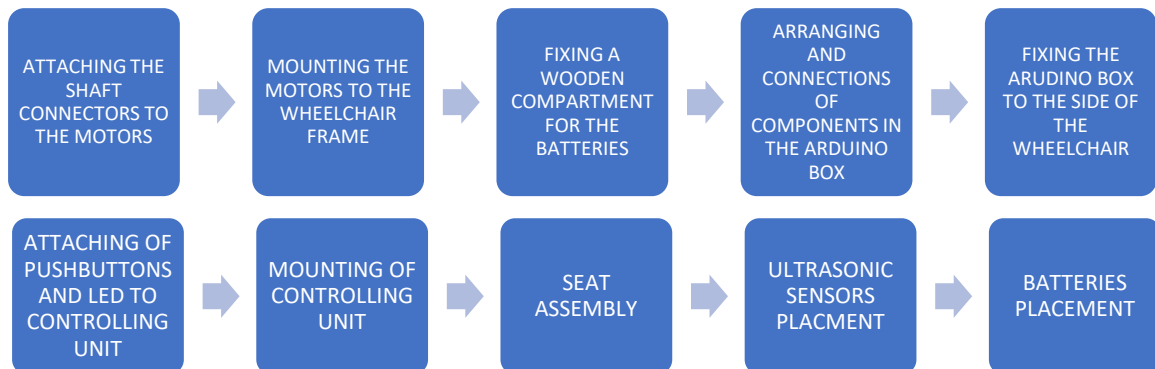 ATTACHING THE
SHAFT
CONNECTORS TO
THE MOTORS
MOUNTING THE
MOTORS TO THE
WHEELCHAIR
FRAME
FIXING A
WOODEN
COMPARTMENT
FOR THE
BATTERIES
ARRANGING
AND
CONNECTIONS
OF
COMPONENTS IN
THE ARDUINO
BOX
FIXING THE
ARUDINO BOX
TO THE SIDE OF
THE
WHEELCHAIR
ATTACHING OF
PUSHBUTTONS
AND LED TO
CONTROLLING
UNIT
MOUNTING OF
CONTROLLING
UNIT
SEAT
ASSEMBLY
ULTRASONIC
SENSORS
PLACMENT
BATTERIES
PLACEMENT